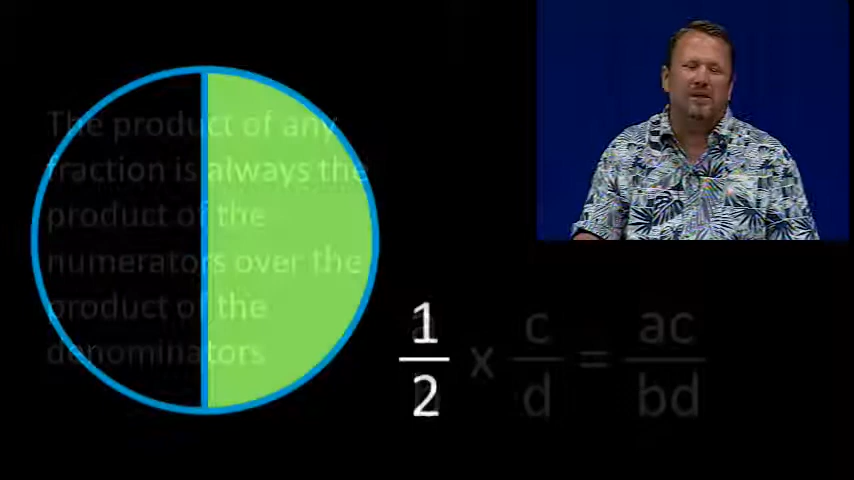 The product of any
fraction is always the
product of the
numerators over the
product of the
denominators
1
2
x
c
d
=
ac
bd